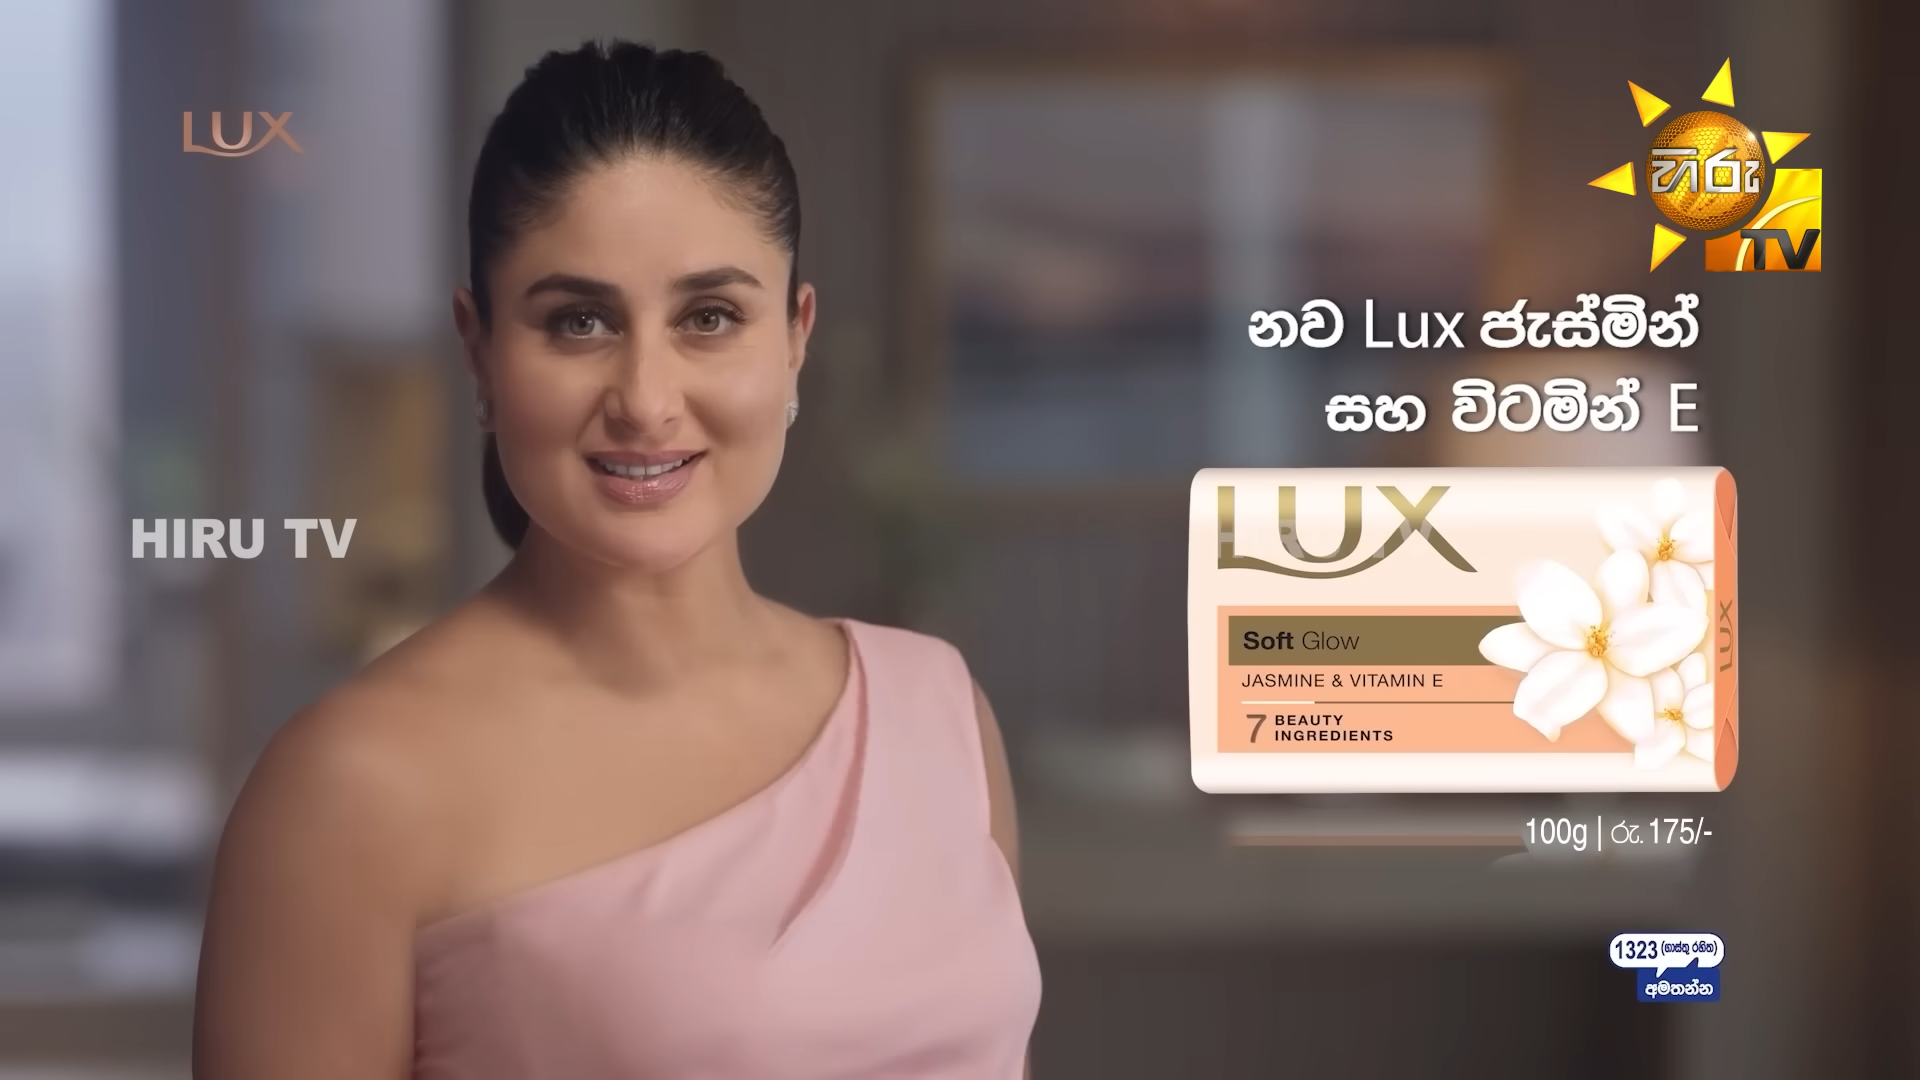 LUX
හිරු
TV
නව Lux ජැස්මින්
සහ විටමින් E
HIRU TV
LUX
Soft Glow
JASMINE & VITAMIN E
7 BEAUTY
INGREDIENTS
LUX
100g | රු. 175/-
1323 (ගාස්තු රහිත)
අමතන්න